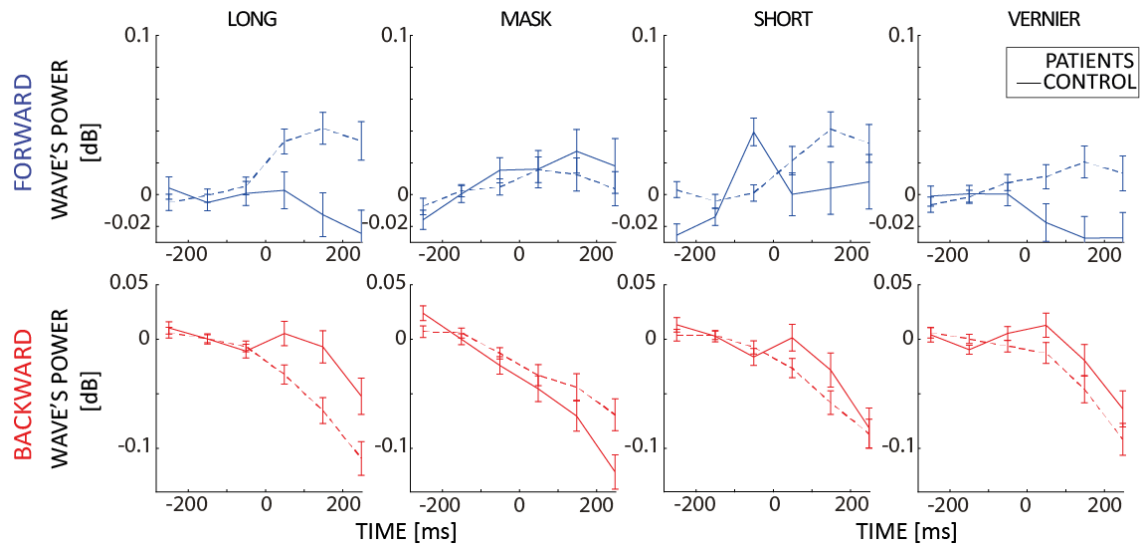 LONG MASK SHORT VERNIER
FORWARD
WAVE'S POWER
[dB]
0.1 0.1 0.1 0.1
0 0 0 0
-0.02 -0.02 -0.02 -0.02
PATIENTS
CONTROL
-200 0 200 -200 0 200 -200 0 200 -200 0 200
BACKWARD
WAVE'S POWER
[dB]
0.05 0.05 0.05 0.05
0 0 0 0
-0.1 -0.1 -0.1 -0.1
-200 0 200 -200 0 200 -200 0 200 -200 0 200
TIME [ms] TIME [ms]